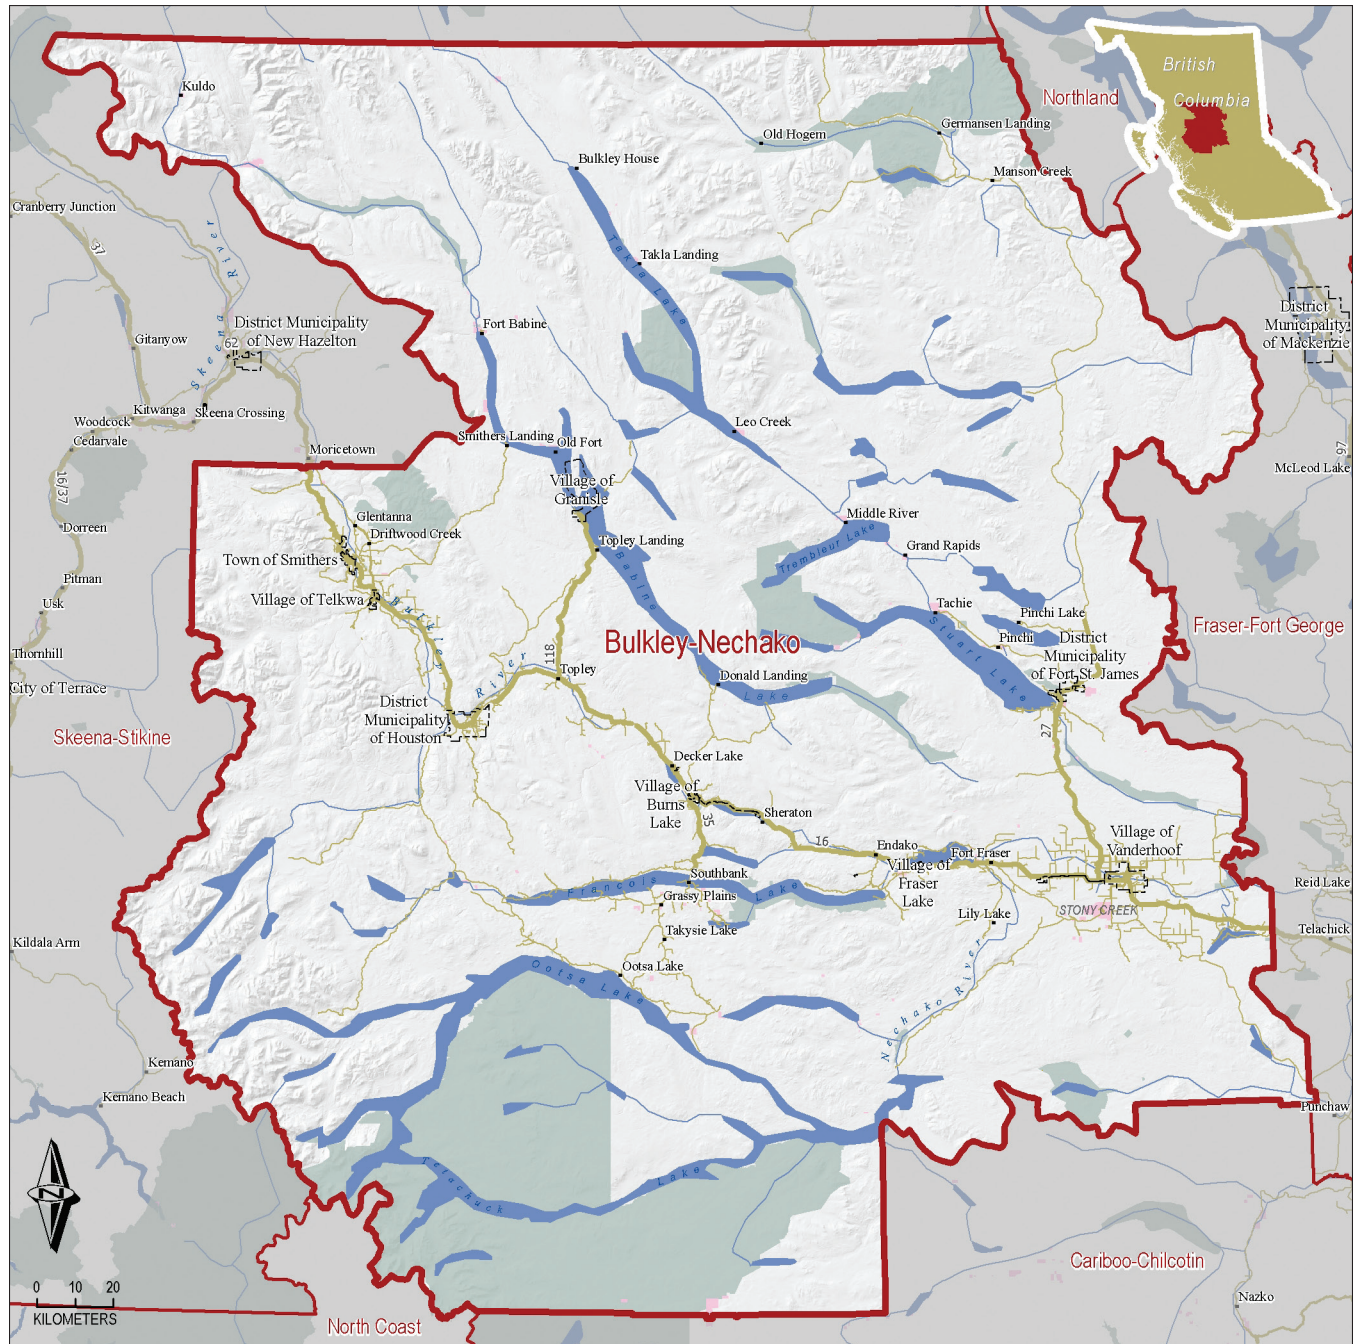 British
Columbia
Northland
Kuldo
Old Hogem
Germansen Landing
Bulkley House
Manson Creek
Cranberry Junction
37
Skeena River
Takla Landing
Takla Lake
District Municipality
of New Hazelton
62
Fort Babine
Gitanyow
District
Municipality
of Mackenzie
Kitwanga
Skeena Crossing
Woodcock
Cedarvale
Leo Creek
Smithers Landing
Old Fort
Moricetown
97
McLeod Lake
16/37
Village of
Granisle
Glentanna
Driftwood Creek
Dorreen
Middle River
Trembleur Lake
Topley Landing
Grand Rapids
Town of Smithers
Village of Telkwa
Pitman
Usk
Babine
Lake
Bulkley
River
Tachie
Pinchi Lake
Pinchi
Stuart Lake
District
Municipality
of Fort St. James
Fraser-Fort George
Bulkley-Nechako
Thornhill
City of Terrace
118
Topley
Donald Landing
Skeena-Stikine
District
Municipality
of Houston
27
Decker Lake
Village of
Burns
Lake
35
Sheraton
16
Endako
Fort Fraser
Village of
Fraser
Lake
Village of
Vanderhoof
Southbank
Francois Lake
Grassy Plains
Reid Lake
STONY CREEK
Lily Lake
Takysie Lake
Telachick
Kildala Arm
Ootsa Lake
Ootsa Lake
Nechako River
Kemano
Kemano Beach
Punchaw
Tetachuck Lake
N
Cariboo-Chilcotin
0 10 20
KILOMETERS
Nazko
North Coast